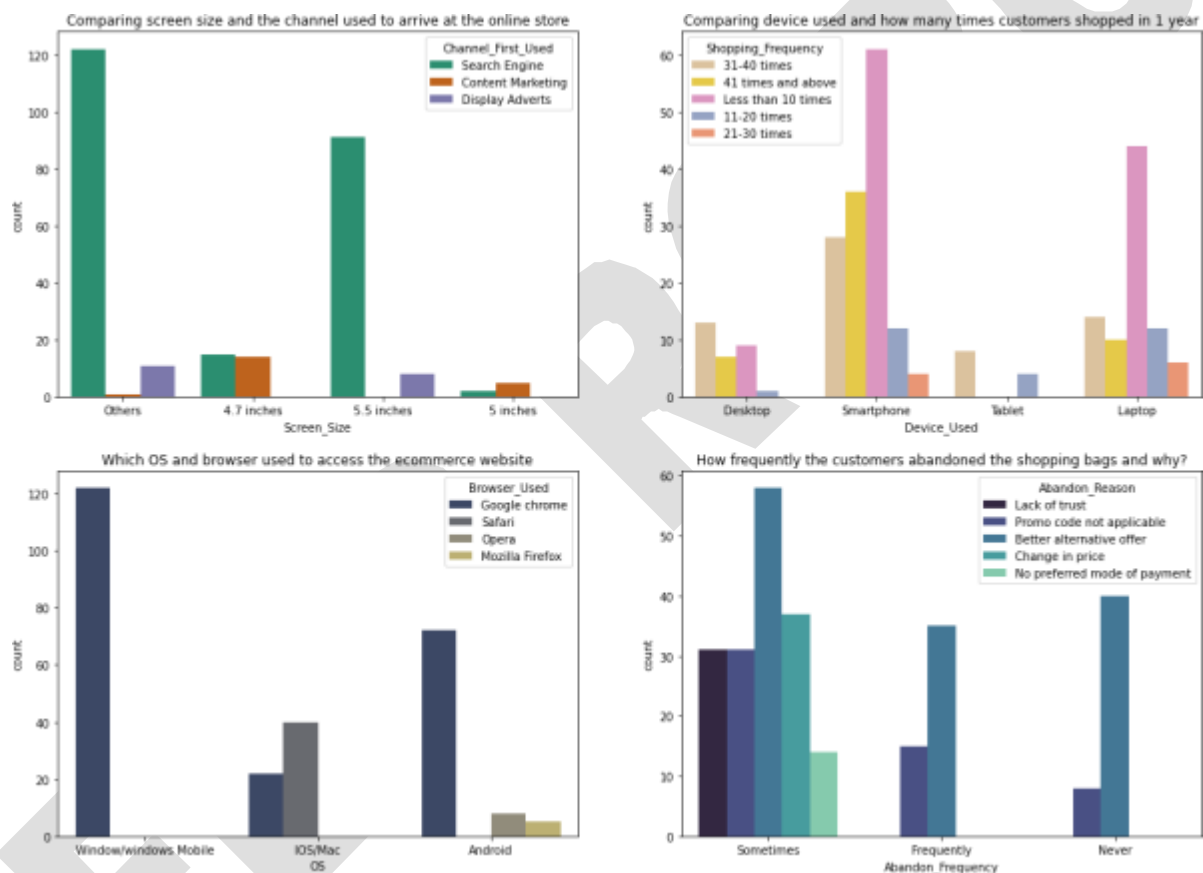 Comparing screen size and the channel used to arrive at the online store
Channel_First_Used
Search Engine
Content Marketing
Display Adverts
120
100
80
60
40
20
0
count
Others 4.7 inches 5.5 inches 5 inches
Screen_Size
Comparing device used and how many times customers shopped in 1 year
Shopping_Frequency
31-40 times
41 times and above
Less than 10 times
11-20 times
21-30 times
60
50
40
30
20
10
0
count
Desktop Smartphone Tablet Laptop
Device_Used
Which OS and browser used to access the ecommerce website
Browser_Used
Google chrome
Safari
Opera
Mozilla Firefox
120
100
80
60
40
20
0
count
Window/windows Mobile IOS/Mac Android
OS
How frequently the customers abandoned the shopping bags and why?
Abandon_Reason
Lack of trust
Promo code not applicable
Better alternative offer
Change in price
No preferred mode of payment
60
50
40
30
20
10
0
count
Sometimes Frequently Never
Abandon_Frequency